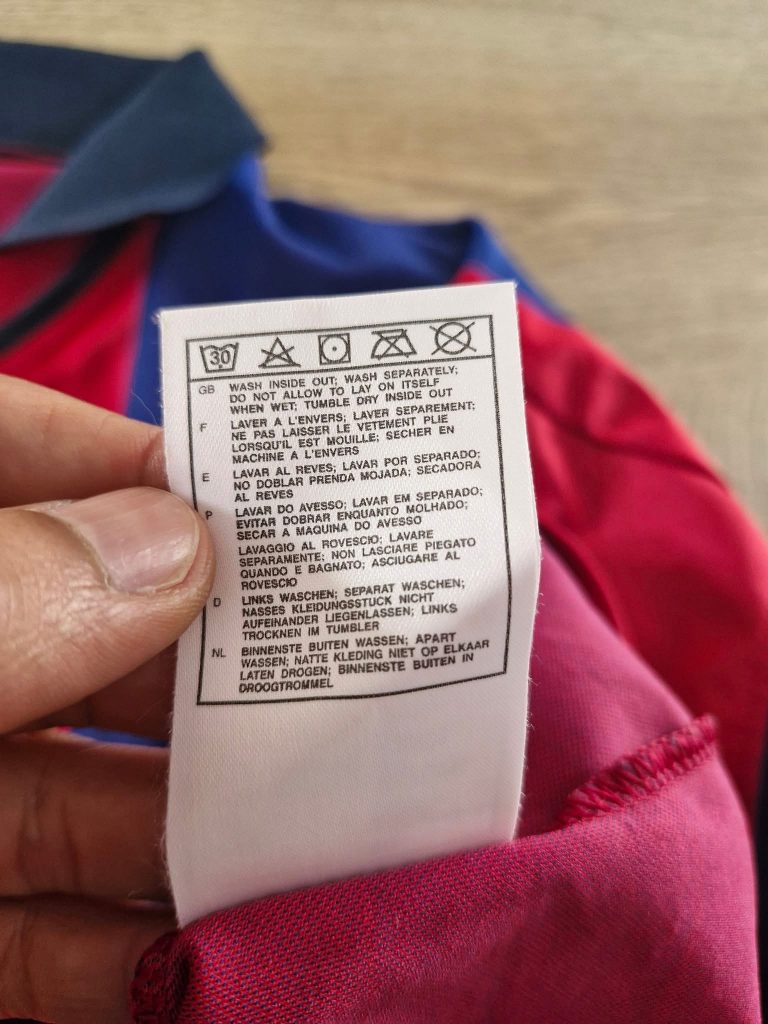 30
GB WASH INSIDE OUT; WASH SEPARATELY;
DO NOT ALLOW TO LAY ON ITSELF
WHEN WET; TUMBLE DRY INSIDE OUT
F LAVER A L'ENVERS; LAVER SEPAREMENT;
NE PAS LAISSER LE VETEMENT PLIE
LORSQU'IL EST MOUILLE; SECHER EN
MACHINE A L'ENVERS
E LAVAR AL REVES; LAVAR POR SEPARADO;
NO DOBLAR PRENDA MOJADA; SECADORA
AL REVES
P LAVAR DO AVESSO; LAVAR EM SEPARADO;
EVITAR DOBRAR ENQUANTO MOLHADO;
SECAR A MAQUINA DO AVESSO
LAVAGGIO AL ROVESCIO; LAVARE
SEPARAMENTE; NON LASCIARE PIEGATO
QUANDO E BAGNATO; ASCIUGARE AL
ROVESCIO
D LINKS WASCHEN; SEPARAT WASCHEN;
NASSES KLEIDUNGSSTUCK NICHT
AUFEINANDER LIEGENLASSEN; LINKS
TROCKNEN IM TUMBLER
NL BINNENSTE BUITEN WASSEN; APART
WASSEN; NATTE KLEDING NIET OP ELKAAR
LATEN DROGEN; BINNENSTE BUITEN IN
DROOGTROMMEL